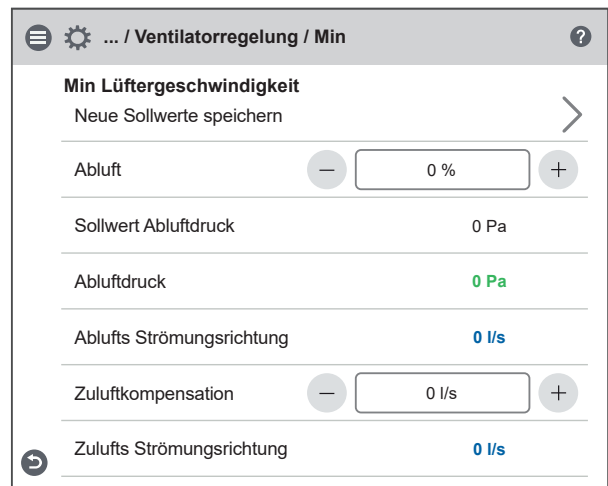 ... / Ventilatorregelung / Min ?
Min Lüftergeschwindigkeit
Neue Sollwerte speichern
Abluft − 0 % +
Sollwert Abluftdruck 0 Pa
Abluftdruck 0 Pa
Ablufts Strömungsrichtung 0 l/s
Zuluftkompensation − 0 l/s +
Zulufts Strömungsrichtung 0 l/s